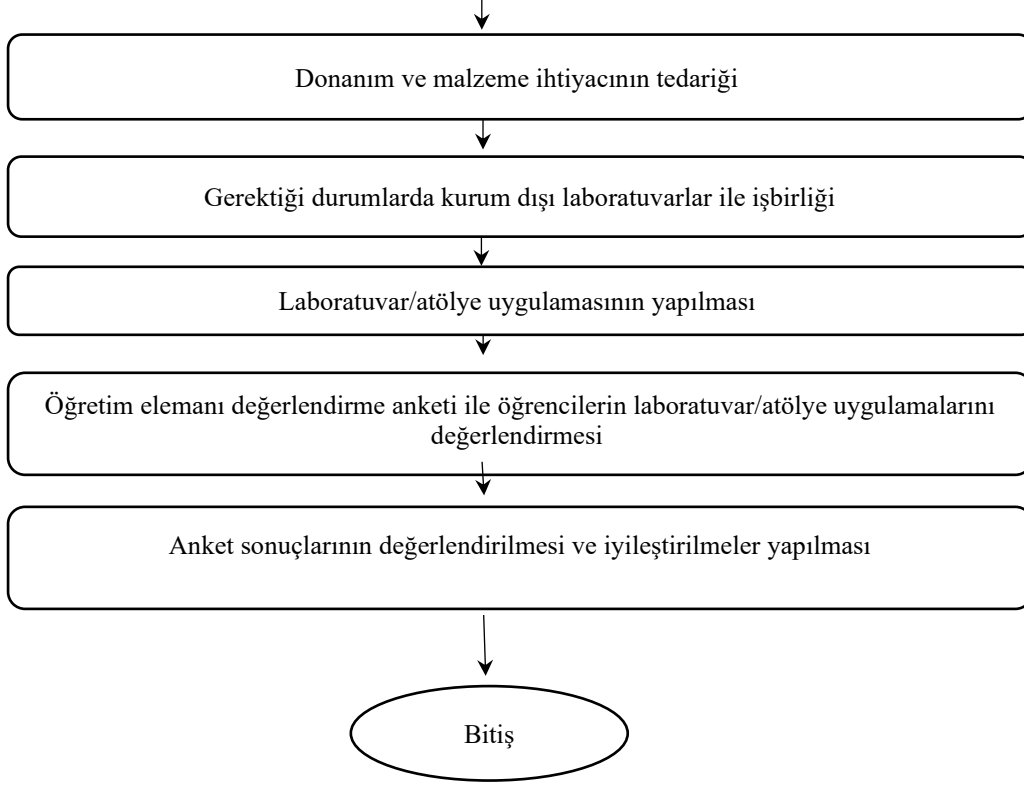 Donanım ve malzeme ihtiyacının tedariği
Gerektiği durumlarda kurum dışı laboratuvarlar ile işbirliği
Laboratuvar/atölye uygulamasının yapılması
Öğretim elemanı değerlendirme anketi ile öğrencilerin laboratuvar/atölye uygulamalarını
değerlendirmesi
Anket sonuçlarının değerlendirilmesi ve iyileştirilmeler yapılması
Bitiş